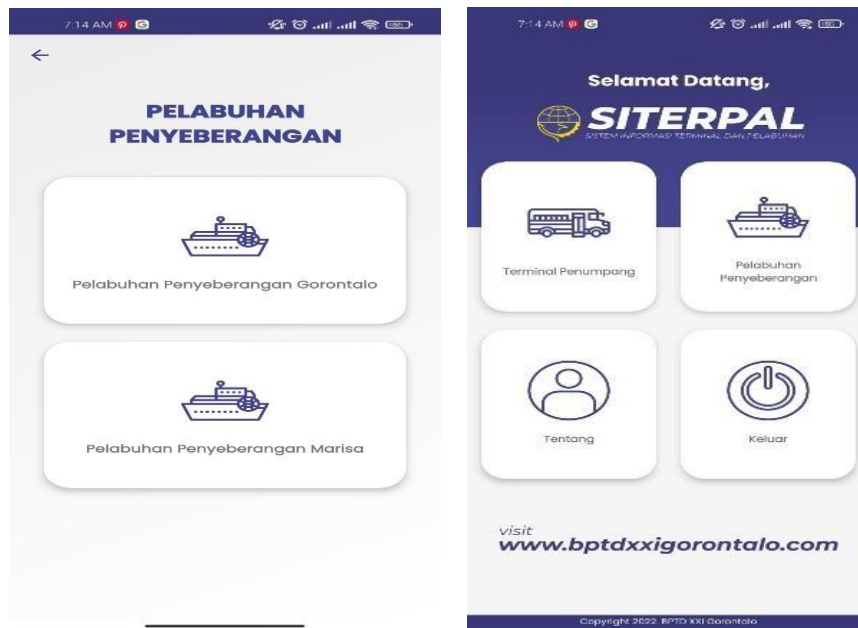 7:14 AM
PELABUHAN
PENYEBERANGAN
Pelabuhan Penyeberangan Gorontalo
Pelabuhan Penyeberangan Marisa
7:14 AM
Selamat Datang,
SITERPAL
SISTEM INFORMASI TERMINAL DAN PELABUHAN
Terminal Penumpang
Pelabuhan
Penyeberangan
Tentang
Keluar
visit
www.bptdxxigorontalo.com
Copyright 2022. BPTD XXI Gorontalo